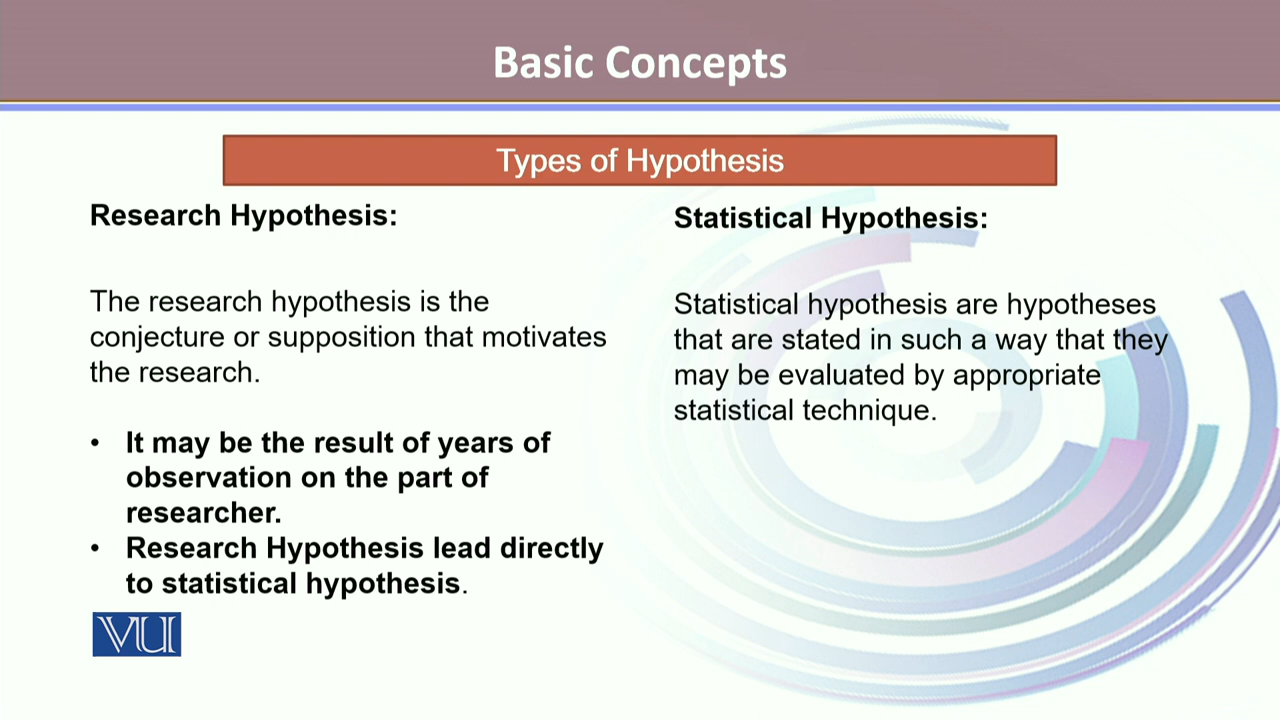 Basic Concepts
Types of Hypothesis
Research Hypothesis:
The research hypothesis is the
conjecture or supposition that motivates
the research.
• It may be the result of years of
observation on the part of
researcher.
• Research Hypothesis lead directly
to statistical hypothesis.
Statistical Hypothesis:
Statistical hypothesis are hypotheses
that are stated in such a way that they
may be evaluated by appropriate
statistical technique.
VU